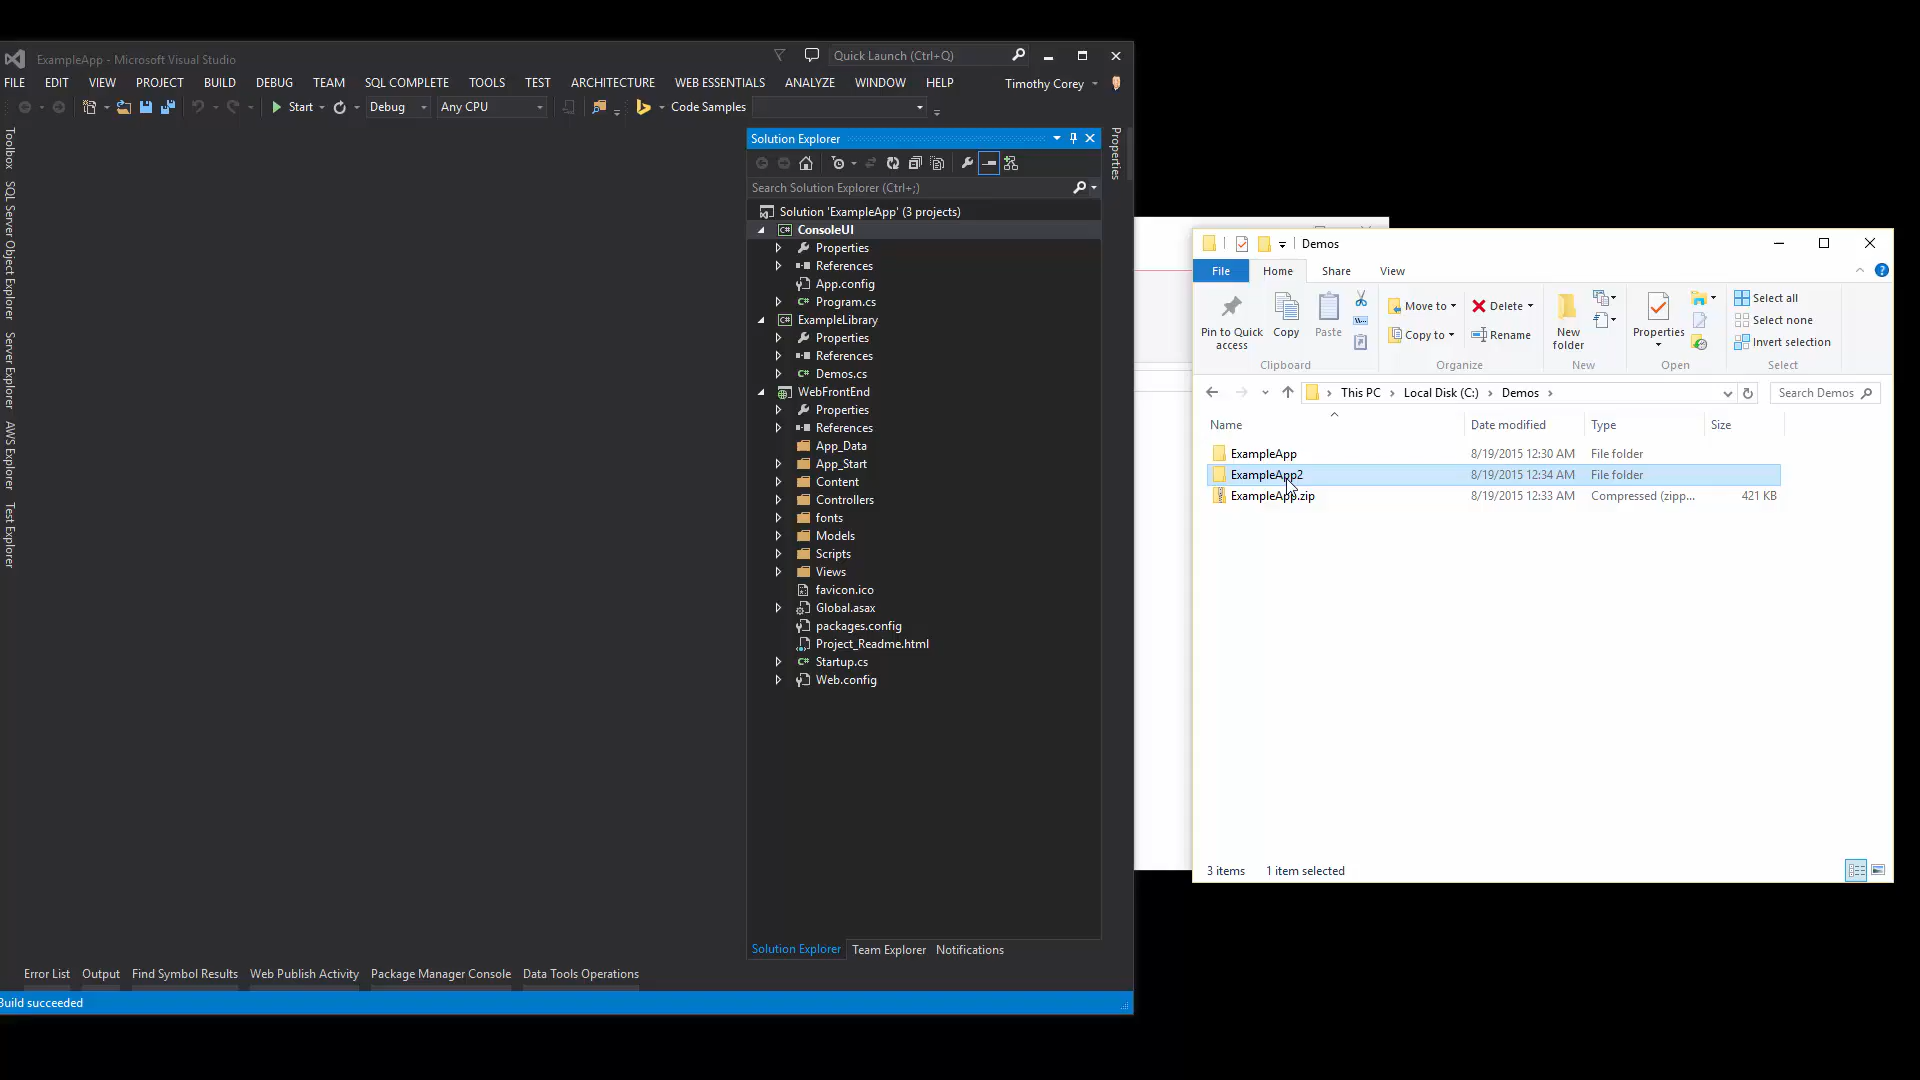 ExampleApp - Microsoft Visual Studio
Quick Launch (Ctrl+Q)
FILE EDIT VIEW PROJECT BUILD DEBUG TEAM SQL COMPLETE TOOLS TEST ARCHITECTURE WEB ESSENTIALS ANALYZE WINDOW HELP Timothy Corey
Start Debug Any CPU Code Samples
Toolbox
SQL Server Object Explorer
Server Explorer
AWS Explorer
Test Explorer
Solution Explorer
Search Solution Explorer (Ctrl+;)
Solution 'ExampleApp' (3 projects)
ConsoleUI
Properties
References
App.config
Program.cs
ExampleLibrary
Properties
References
Demos.cs
WebFrontEnd
Properties
References
App_Data
App_Start
Content
Controllers
fonts
Models
Scripts
Views
favicon.ico
Global.asax
packages.config
Project_Readme.html
Startup.cs
Web.config
Solution Explorer Team Explorer Notifications
Properties
Error List Output Find Symbol Results Web Publish Activity Package Manager Console Data Tools Operations
Build succeeded
Demos
File Home Share View
Pin to Quick access
Copy
Paste
Move to
Copy to
Delete
Rename
New folder
Properties
Select all
Select none
Invert selection
Clipboard Organize New Open Select
This PC Local Disk (C:) Demos
Search Demos
Name Date modified Type Size
ExampleApp 8/19/2015 12:30 AM File folder
ExampleApp2 8/19/2015 12:34 AM File folder
ExampleApp.zip 8/19/2015 12:33 AM Compressed (zipp... 421 KB
3 items 1 item selected